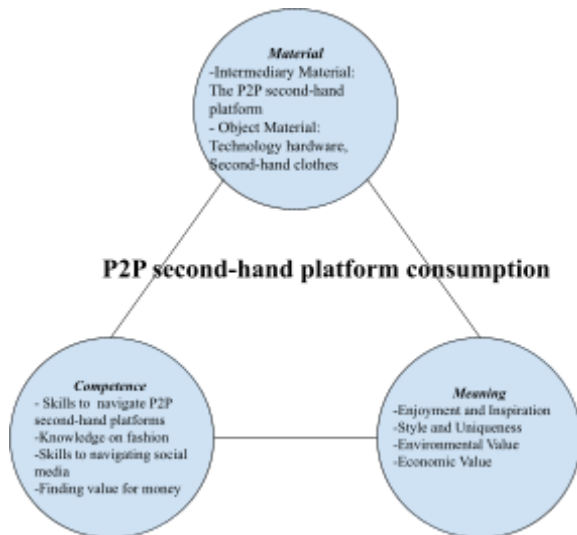 Material
-Intermediary Material:
The P2P second-hand
platform
- Object Material:
Technology hardware,
Second-hand clothes
P2P second-hand platform consumption
Competence
- Skills to navigate P2P
second-hand platforms
-Knowledge on fashion
-Skills to navigating social
media
-Finding value for money
Meaning
-Enjoyment and Inspiration
-Style and Uniqueness
-Environmental Value
-Economic Value